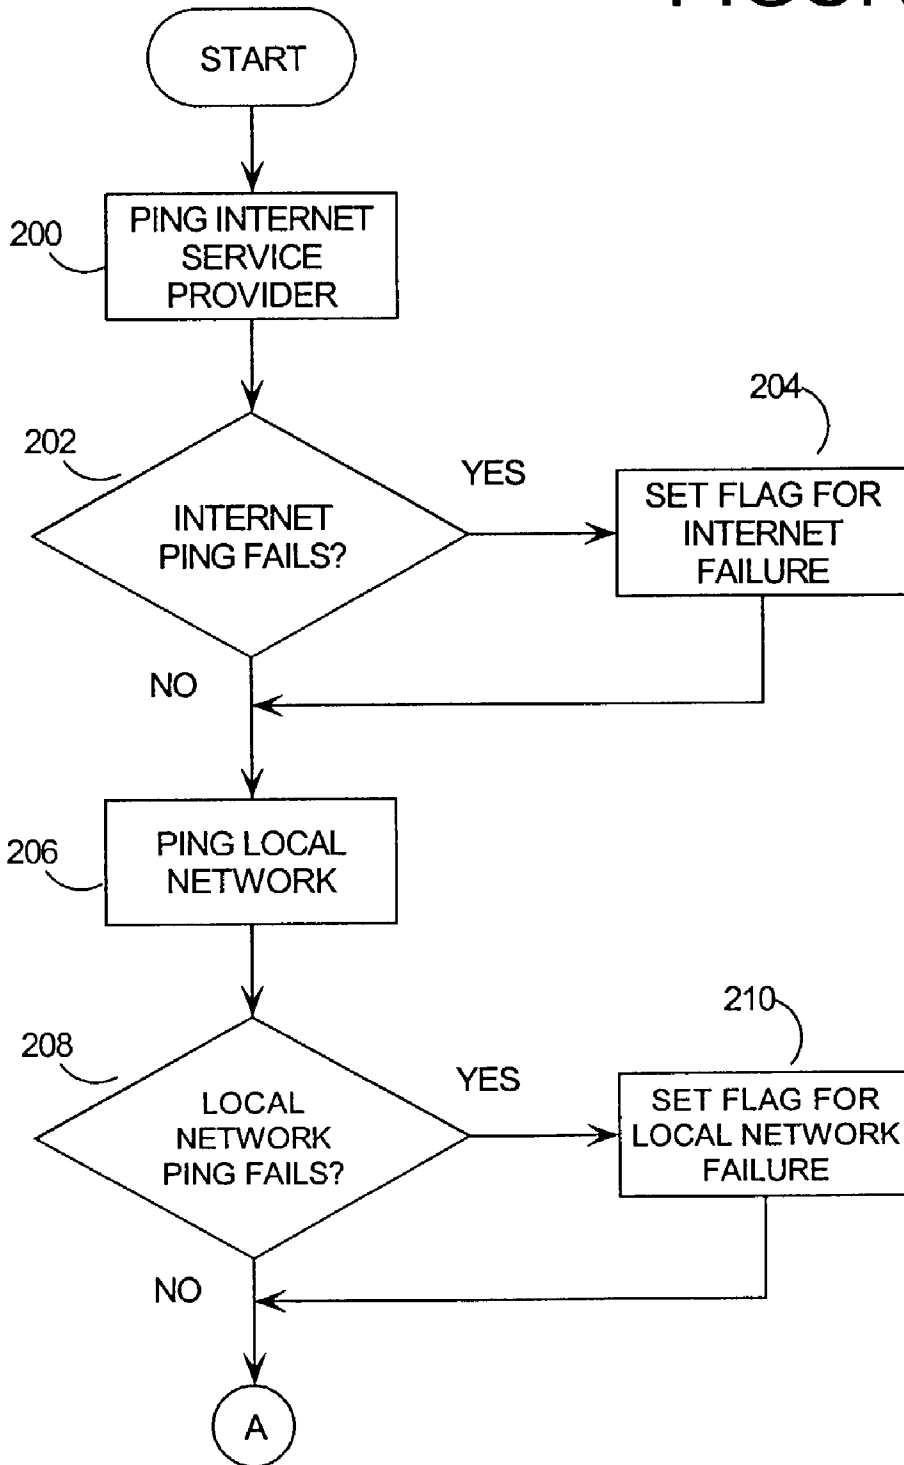 START
200
PING INTERNET
SERVICE
PROVIDER
202
INTERNET
PING FAILS?
YES
204
SET FLAG FOR
INTERNET
FAILURE
NO
206
PING LOCAL
NETWORK
208
LOCAL
NETWORK
PING FAILS?
YES
210
SET FLAG FOR
LOCAL NETWORK
FAILURE
NO
A